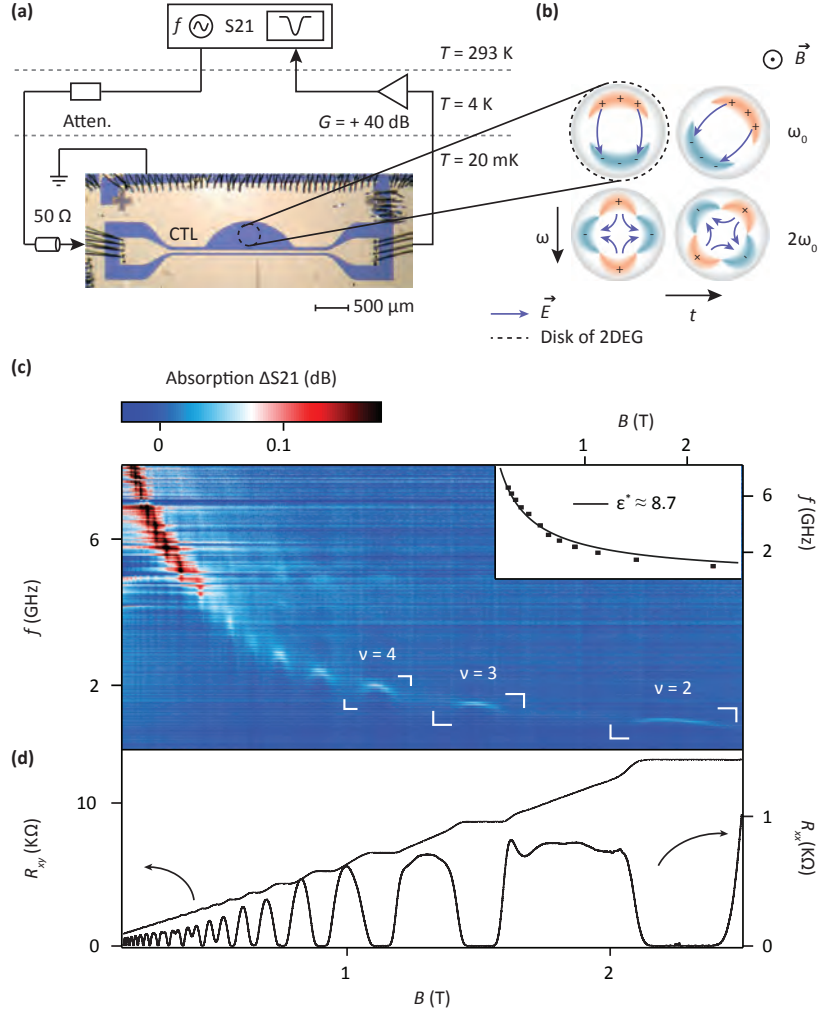 (a)
f S21
T = 293 K
Atten.
G = + 40 dB
T = 4 K
T = 20 mK
50 Ω
CTL
500 µm
(b)
B
+ + + + + +
- - - - - -
ω0
+ - - + + - - +
ω
2ω0
E
t
Disk of 2DEG
(c)
Absorption ΔS21 (dB)
0 0.1
B (T)
1 2
ε* ≈ 8.7
6
2
f (GHz)
6
2
f (GHz)
ν = 4
ν = 3
ν = 2
(d)
10
0
Rxy (KΩ)
1
0
Rxx (KΩ)
1 2
B (T)